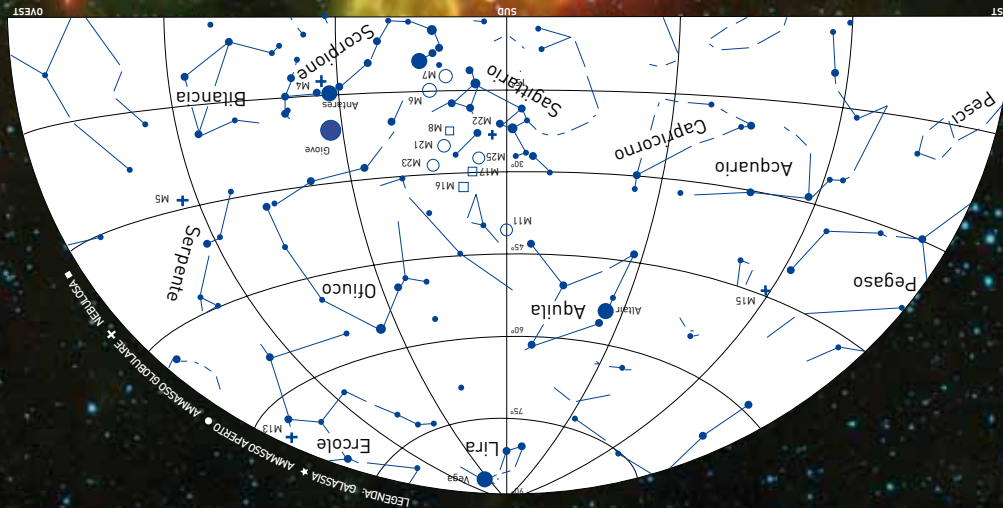 OVEST
SUD
EST
Scorpione
M7
M4
M6
Antares
Bilancia
Sagittario
Pesci
M22
Giove
M8
M21
M23
M25
M17
M16
30°
Capricorno
Acquario
M5
M11
Serpente
45°
Ofiuco
Aquila
Altair
M15
Pegaso
60°
M13
Ercole
75°
Lira
Vega
90°
LEGENDA: GALASSIA ★ AMMASSO APERTO ● AMMASSO GLOBULARE ✚ NEBULOSA ■